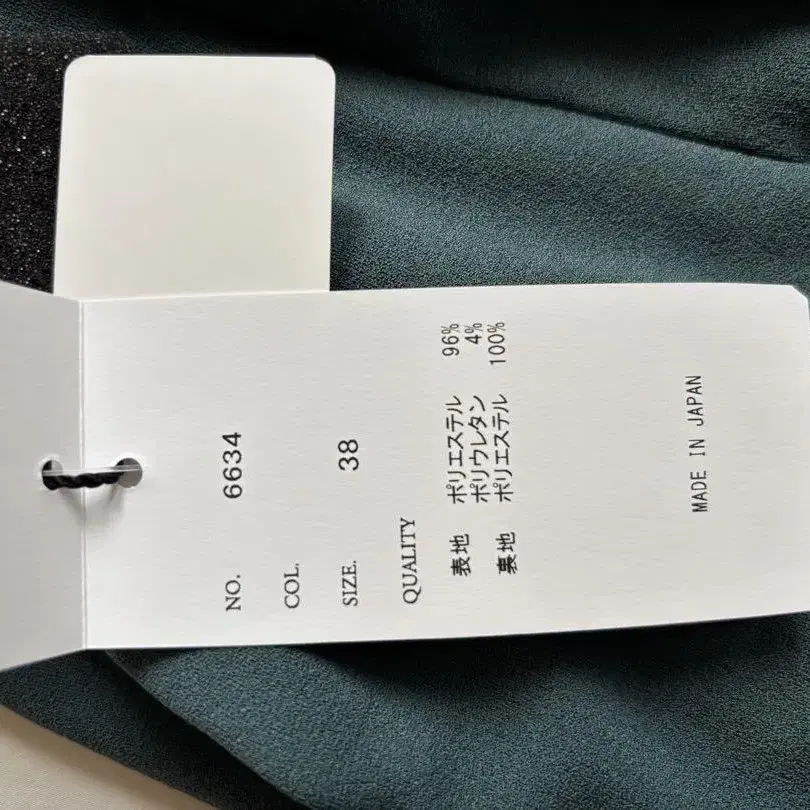 NO. 6634
COL.
SIZE. 38
QUALITY
表地 ポリエステル 96%
ポリウレタン 4%
裏地 ポリエステル 100%
MADE IN JAPAN